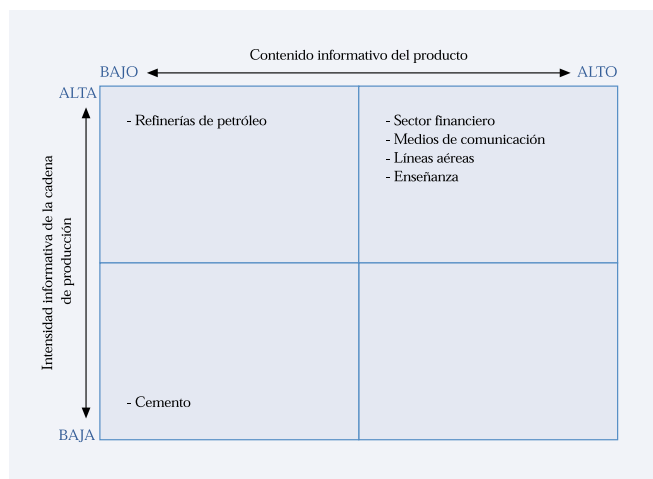 Contenido informativo del producto
BAJO
ALTO
ALTA
- Refinerías de petróleo
- Sector financiero
- Medios de comunicación
- Líneas aéreas
- Enseñanza
Intensidad informativa de la cadena
de producción
- Cemento
BAJA